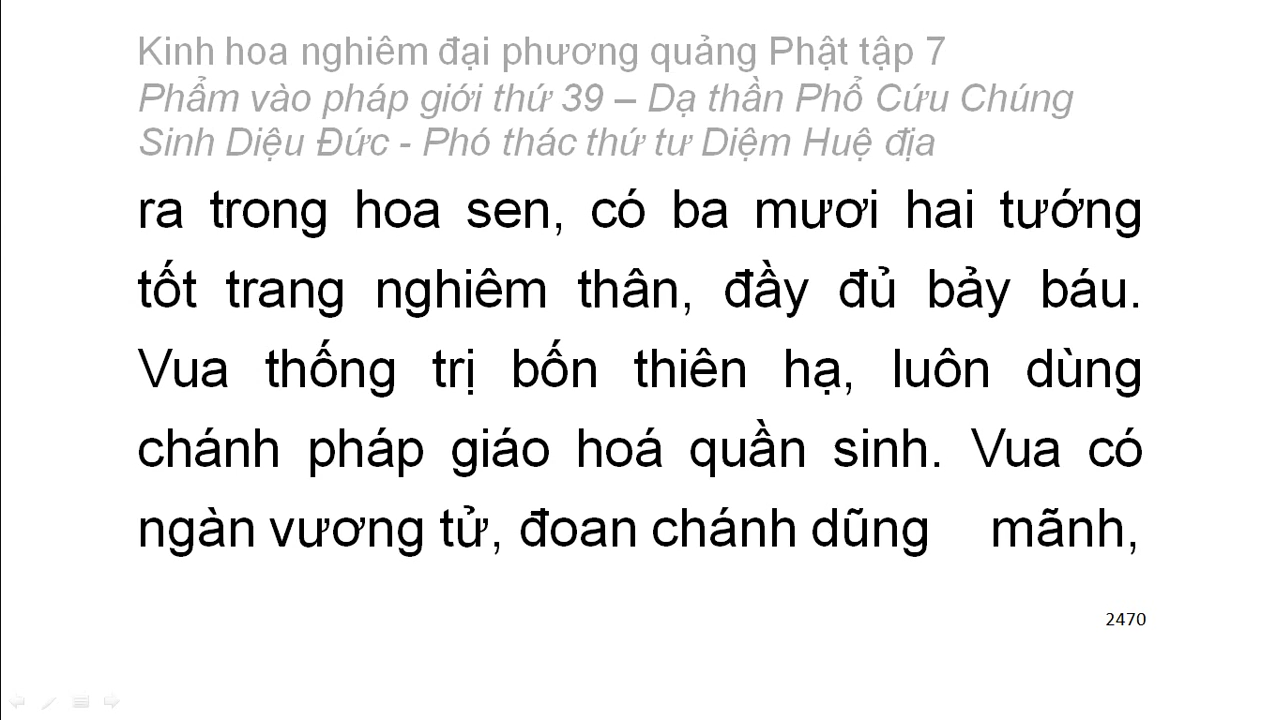 Kinh hoa nghiêm đại phương quảng Phật tập 7
Phẩm vào pháp giới thứ 39 – Dạ thần Phổ Cứu Chúng
Sinh Diệu Đức - Phó thác thứ tư Diệm Huệ địa
ra trong hoa sen, có ba mươi hai tướng
tốt trang nghiêm thân, đầy đủ bảy báu.
Vua thống trị bốn thiên hạ, luôn dùng
chánh pháp giáo hoá quần sinh. Vua có
ngàn vương tử, đoan chánh dũng mãnh,
2470